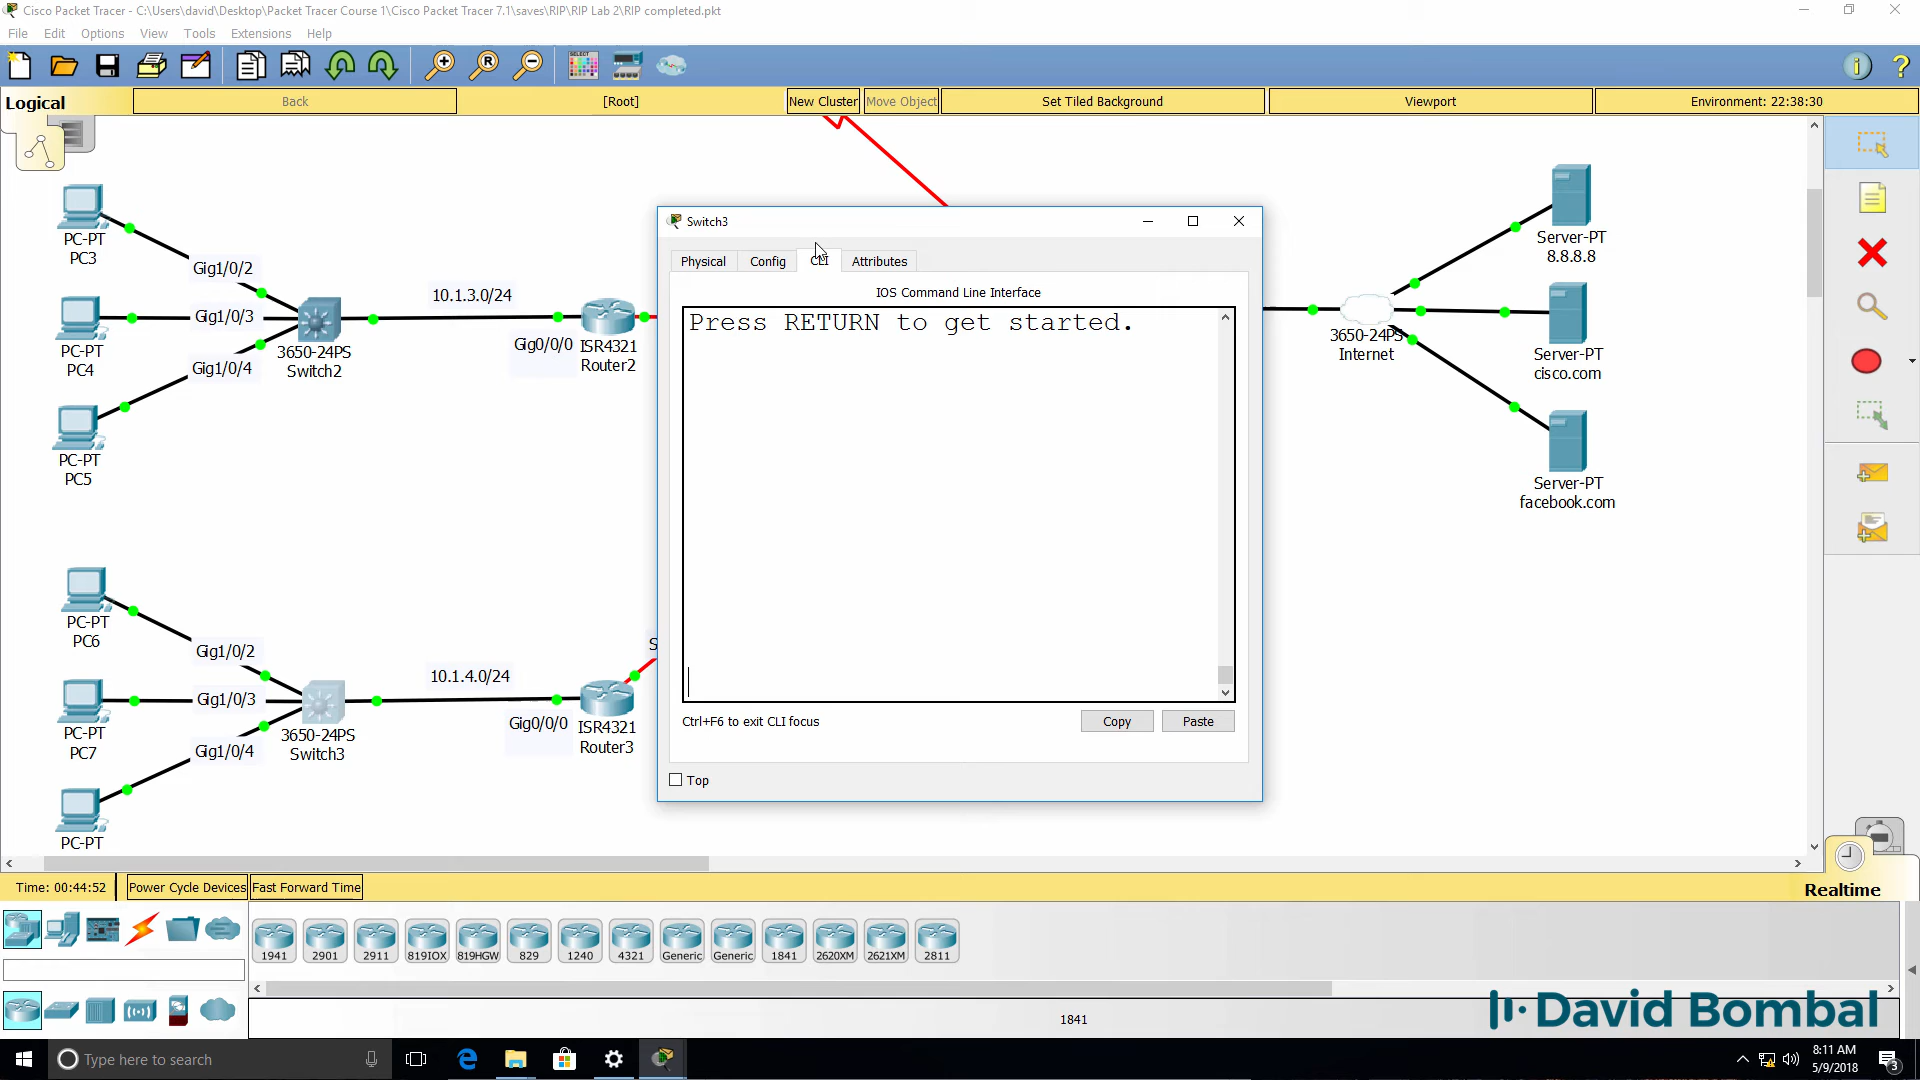 Cisco Packet Tracer - C:\Users\david\Desktop\Packet Tracer Course 1\Cisco Packet Tracer 7.1\saves\RIP\RIP Lab 2\RIP completed.pkt
File Edit Options View Tools Extensions Help
SELECT
Logical Back [Root] New Cluster Move Object Set Tiled Background Viewport Environment: 22:38:30
PC-PT
PC3
PC-PT
PC4
PC-PT
PC5
Gig1/0/2
Gig1/0/3
Gig1/0/4
3650-24PS
Switch2
10.1.3.0/24
Gig0/0/0
ISR4321
Router2
PC-PT
PC6
PC-PT
PC7
PC-PT
Gig1/0/2
Gig1/0/3
Gig1/0/4
3650-24PS
Switch3
10.1.4.0/24
Gig0/0/0
ISR4321
Router3
S
Switch3
Physical Config CLI Attributes
IOS Command Line Interface
Press RETURN to get started.
Ctrl+F6 to exit CLI focus
Copy Paste
Top
3650-24PS
Internet
Server-PT
8.8.8.8
Server-PT
cisco.com
Server-PT
facebook.com
Time: 00:44:52 Power Cycle Devices Fast Forward Time
Realtime
1941 2901 2911 819IOX 819HGW 829 1240 4321 Generic Generic 1841 2620XM 2621XM 2811
1841
David Bombal
Type here to search
8:11 AM
5/9/2018
3